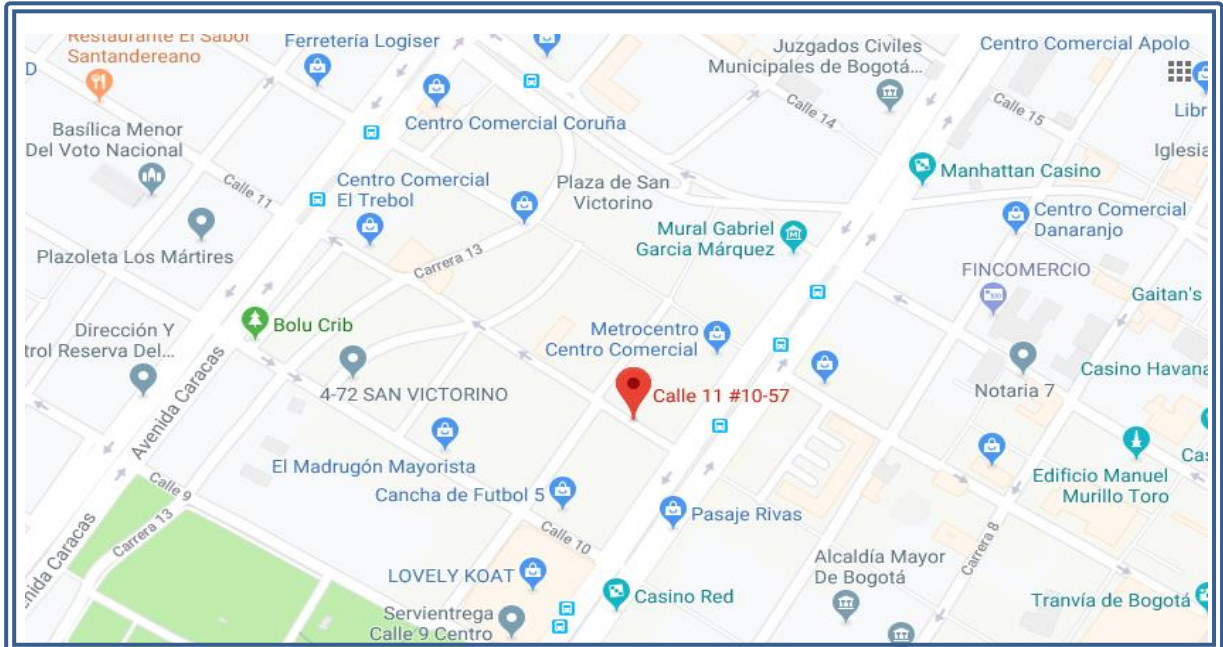 Restaurante El Sabor
Santandereano
Ferretería Logiser
Juzgados Civiles
Municipales de Bogotá...
Centro Comercial Apolo
D
Calle 14
Calle 15
Libr
Basílica Menor
Del Voto Nacional
Centro Comercial Coruña
Iglesia
Manhattan Casino
Calle 11
Centro Comercial
El Trebol
Plaza de San
Victorino
Centro Comercial
Danaranjo
Mural Gabriel
Garcia Márquez
Plazoleta Los Mártires
Carrera 13
FINCOMERCIO
Gaitan's
Dirección Y
trol Reserva Del...
Bolu Crib
Metrocentro
Centro Comercial
Casino Havana
4-72 SAN VICTORINO
Calle 11 #10-57
Notaria 7
Avenida Caracas
El Madrugón Mayorista
Cas
Calle 9
Cancha de Futbol 5
Edificio Manuel
Murillo Toro
Pasaje Rivas
Carrera 13
Calle 10
Carrera 8
enida Caracas
LOVELY KOAT
Alcaldía Mayor
De Bogotá
Casino Red
Tranvía de Bogotá
Servientrega
Calle 9 Centro